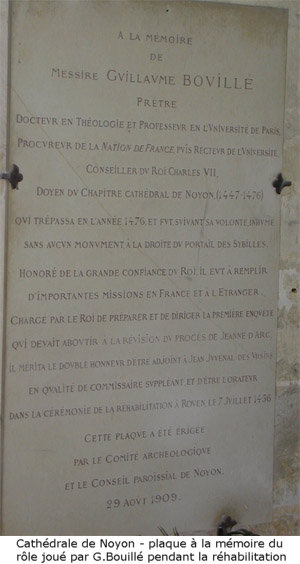 A LA MEMOIRE
DE
MESSIRE GVILLAVME BOVILLE
PRETRE
DOCTEVR EN THÉOLOGIE ET PROFESSEVR EN L'VNIVERSITÉ DE PARIS,
PROCVREVR DE LA NATION DE FRANCE, PVIS RECTEVR DE L'VNIVERSITE
CONSEILLER DV ROI CHARLES VII,
DOYEN DV CHAPITRE CATHÉDRAL DE NOYON, (1447-1476)
QVI TRÉPASSA EN L'ANNÉE 1476, ET FVT, SVIVANT SA VOLONTÉ, INHVMÉ
SANS AVCVN MONVMENT À LA DROITE DV PORTAIL DES SYBILLES.
HONORÉ DE LA GRANDE CONFIANCE DV ROI, IL EVT À REMPLIR
D'IMPORTANTES MISSIONS EN FRANCE ET À L'ETRANGER.
CHARGÉ PAR LE ROI DE PRÉPARER ET DE DIRIGER LA PREMIÈRE ENQVÊTE
QVI DEVAIT ABOVTIR À LA RÉVISION DV PROCÈS DE JEANNE D'ARC,
IL MÉRITA LE DOVBLE HONNEVR D'ÊTRE ADJOINT À JEAN JVVENAL DES VRSINS
EN QVALITÉ DE COMMISSAIRE SVPPLÉANT ET D'ÊTRE L'ORATEVR
DANS LA CÉRÉMONIE DE LA RÉHABILITATION À ROVEN, LE 7 JVILLET 1456
CETTE PLAQVE A ÉTÉ ÉRIGÉE
PAR LE COMITÉ ARCHÉOLOGIQVE
ET LE CONSEIL PAROISSIAL DE NOYON.
29 AOVT 1909.
Cathédrale de Noyon - plaque à la mémoire du
rôle joué par G.Bouillé pendant la réhabilitation